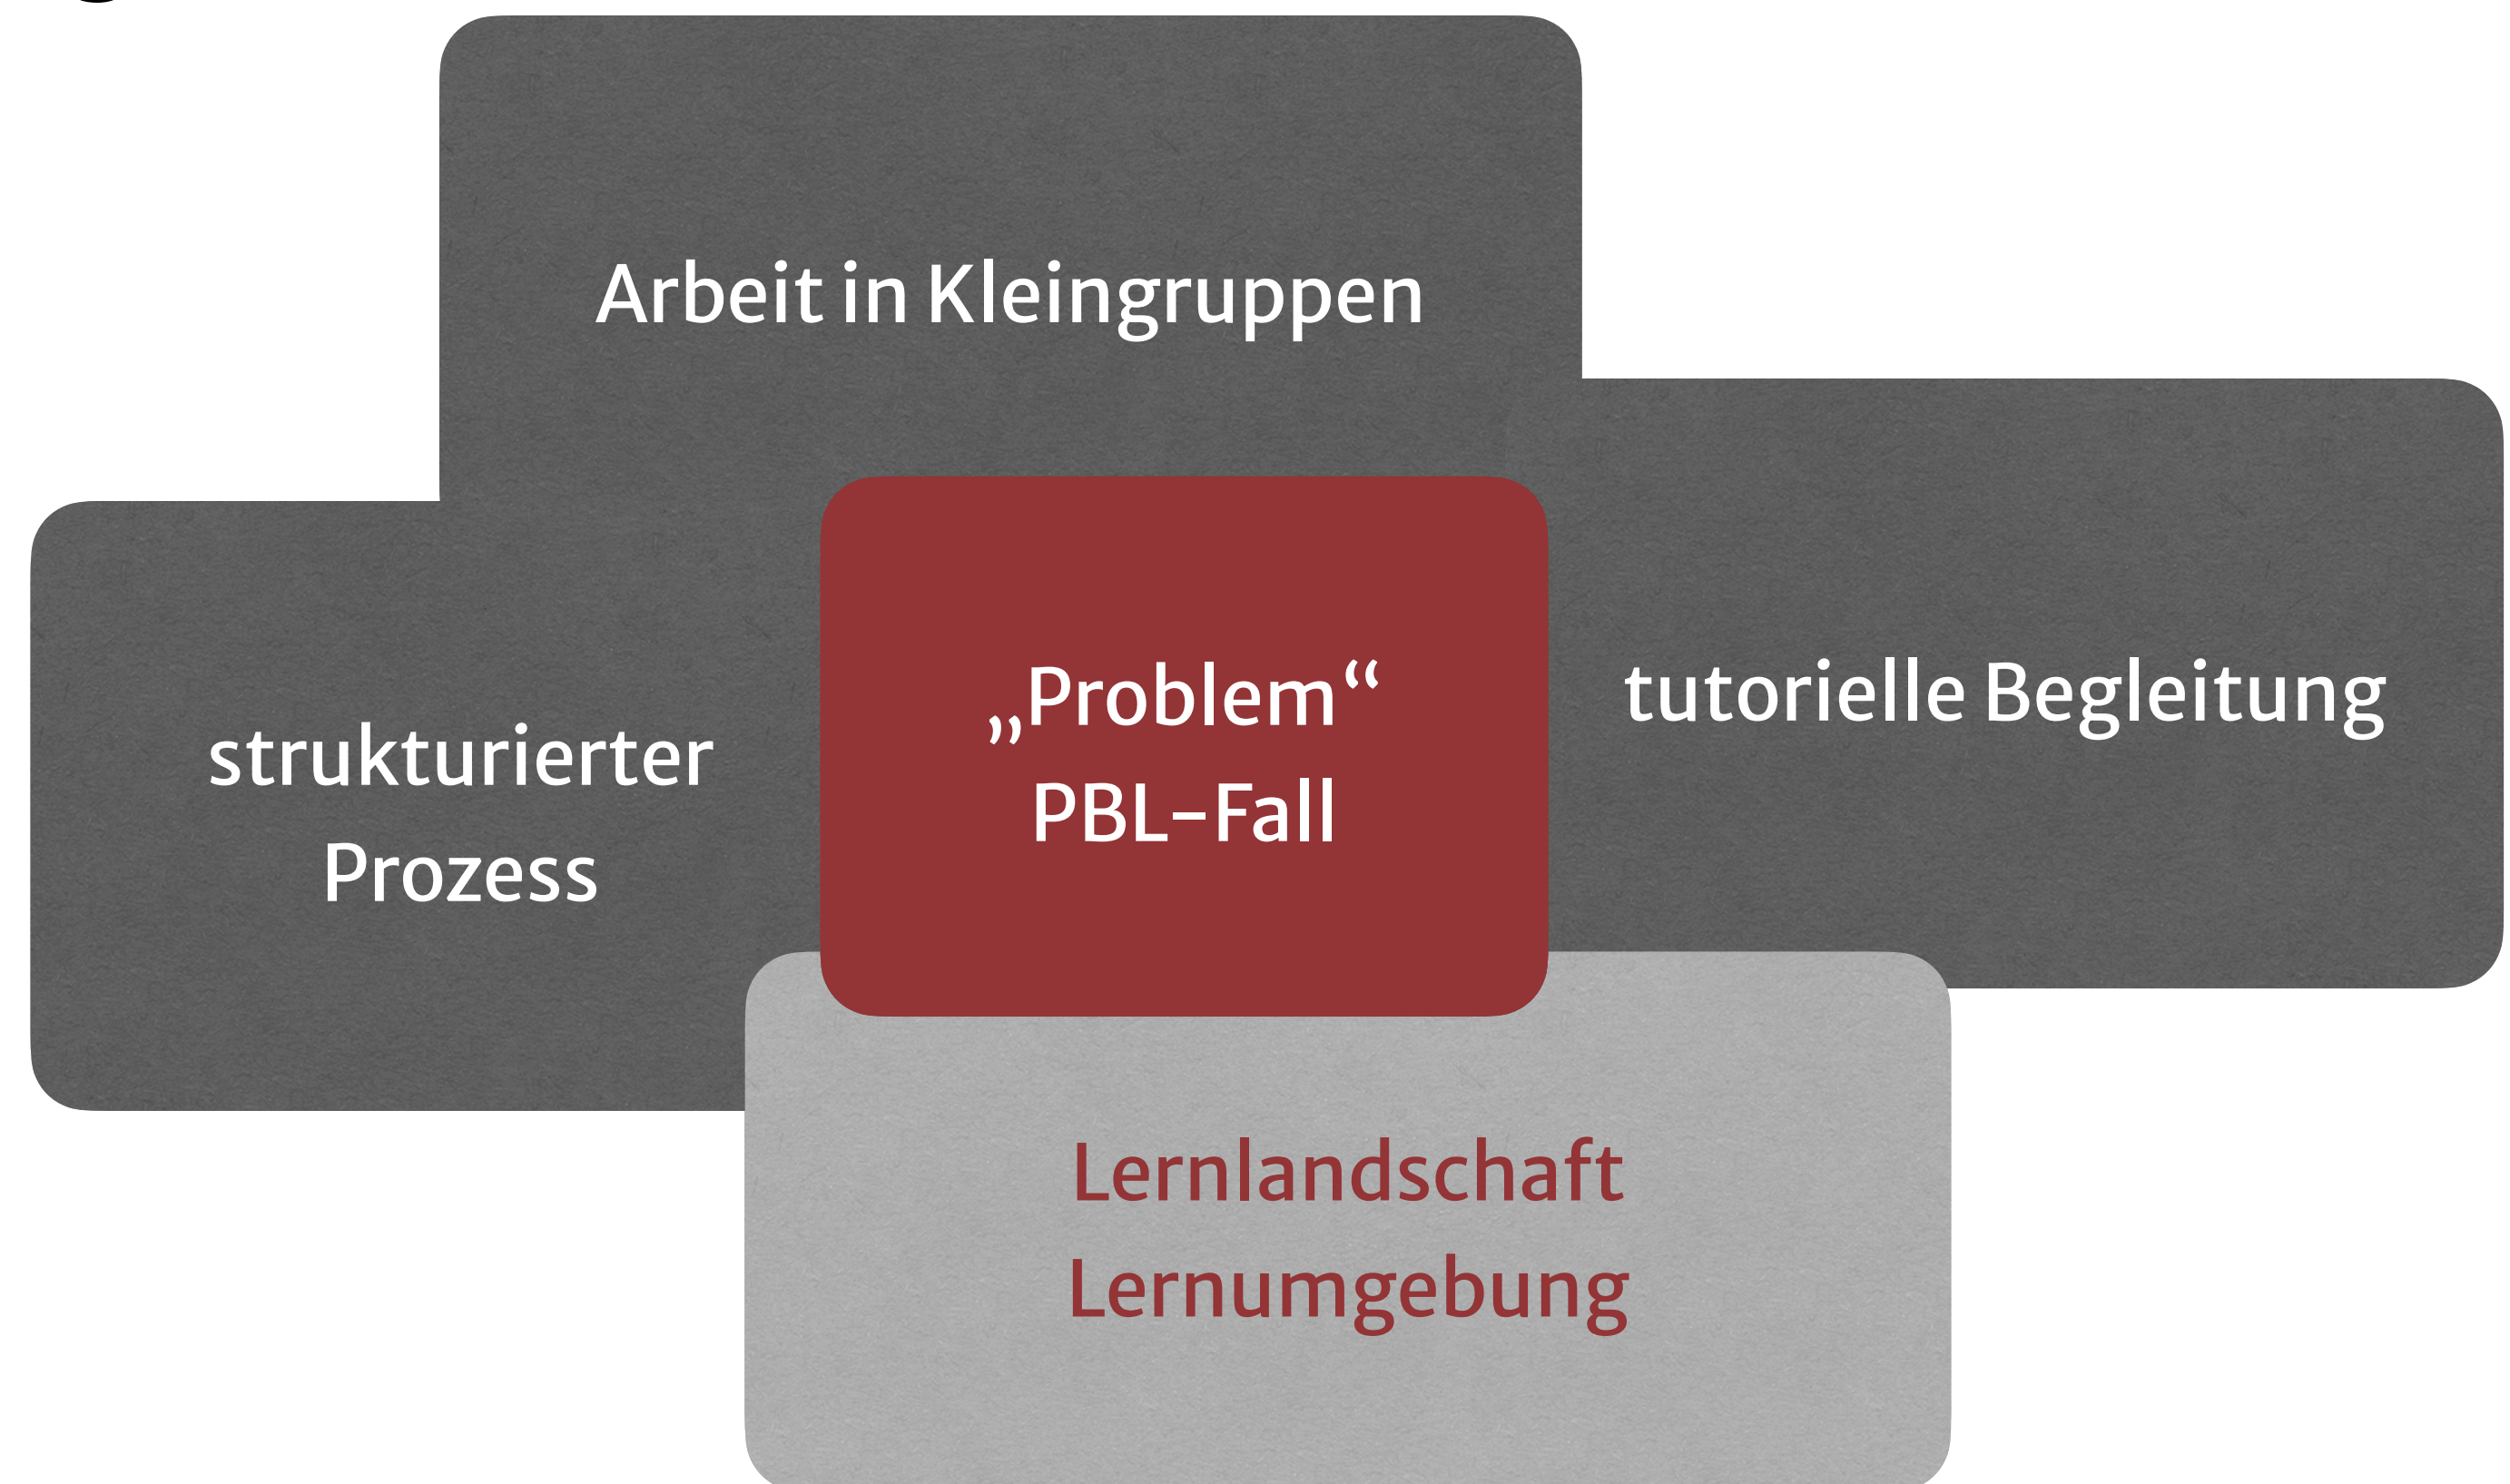 Arbeit in Kleingruppen
strukturierter
Prozess
„Problem“
PBL-Fall
tutorielle Begleitung
Lernlandschaft
Lernumgebung